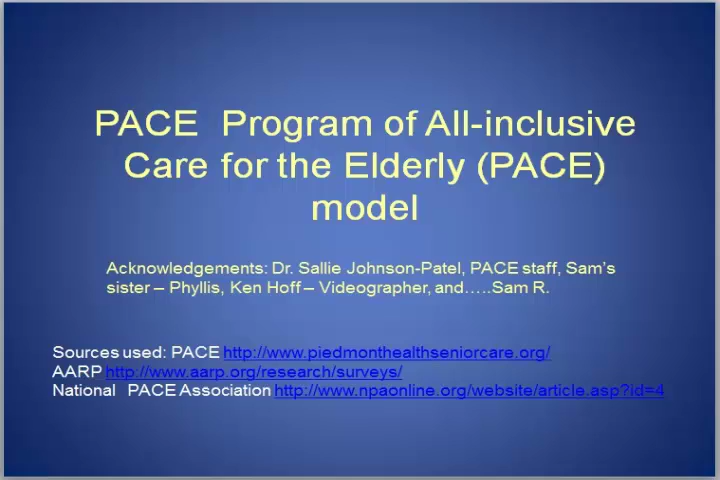 PACE  Program of All-inclusive
Care for the Elderly (PACE)
model
Acknowledgements: Dr. Sallie Johnson-Patel, PACE staff, Sam's
sister – Phyllis, Ken Hoff – Videographer, and…..Sam R.
Sources used: PACE http://www.piedmonthealthseniorcare.org/
AARP http://www.aarp.org/research/surveys/
National  PACE Association http://www.npaonline.org/website/article.asp?id=4